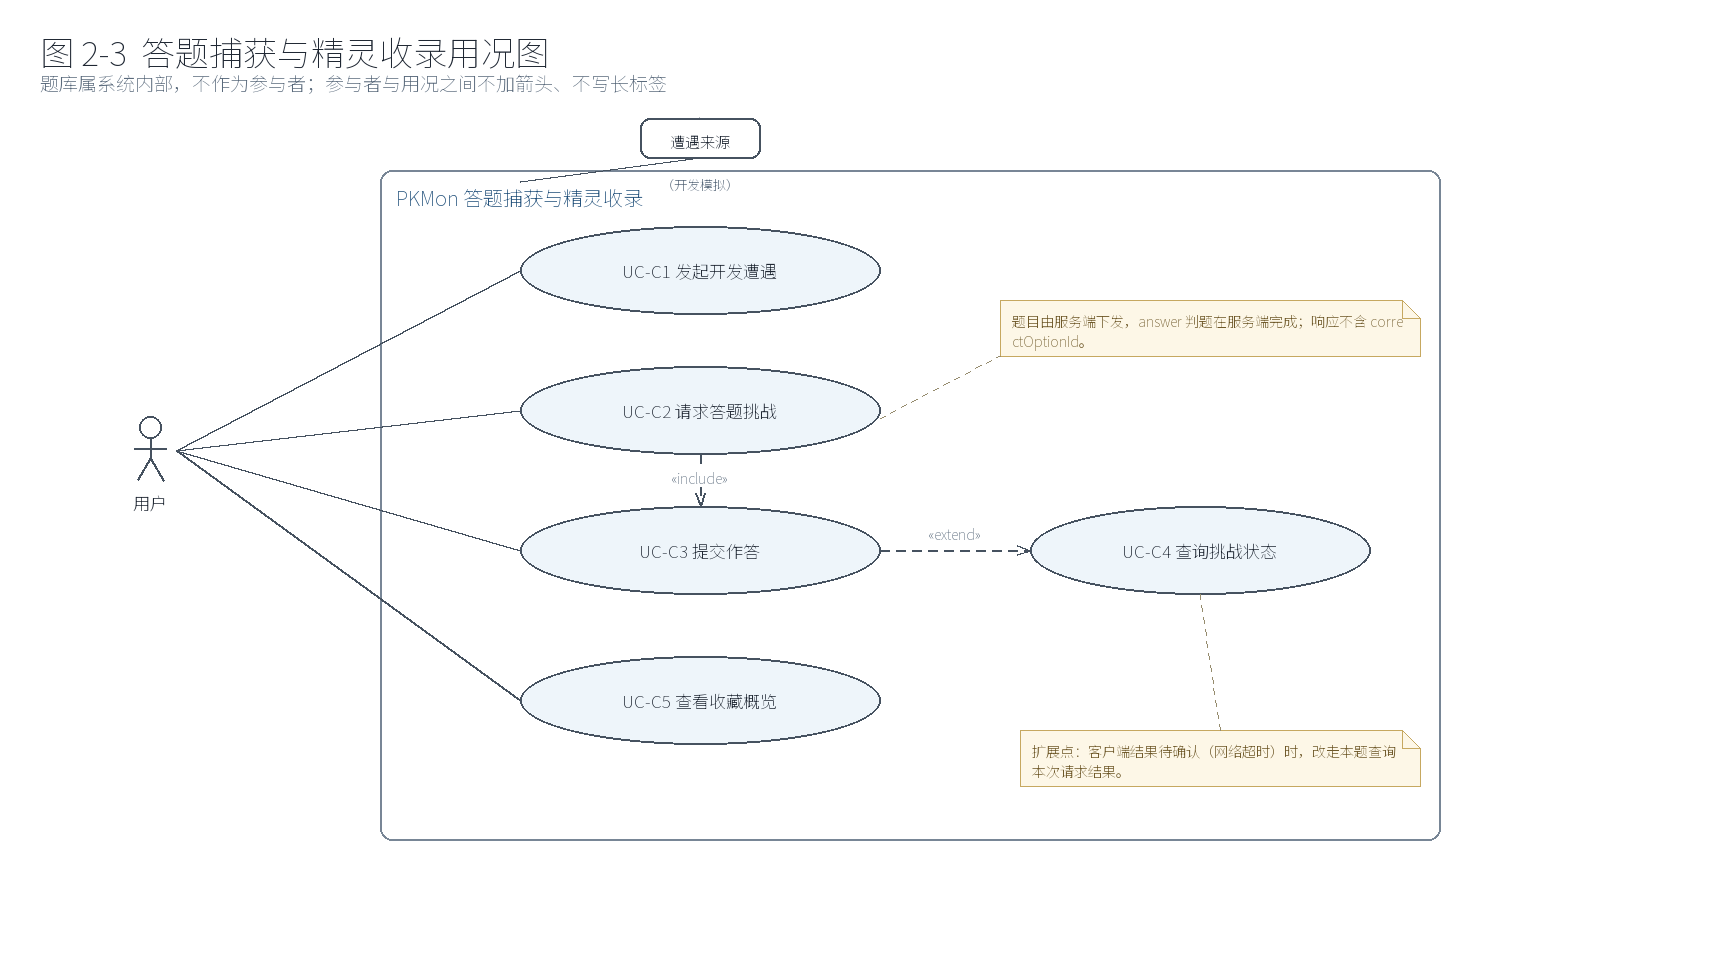 图 2-3 答题捕获与精灵收录用况图
题库属系统内部，不作为参与者；参与者与用况之间不加箭头、不写长标签
遭遇来源
（开发模拟）
PKMon 答题捕获与精灵收录
UC-C1 发起开发遭遇
题目由服务端下发，answer 判题在服务端完成；响应不含 corre
ctOptionId。
UC-C2 请求答题挑战
«include»
用户
UC-C3 提交作答
«extend»
UC-C4 查询挑战状态
UC-C5 查看收藏概览
扩展点：客户端结果待确认（网络超时）时，改走本题查询
本次请求结果。